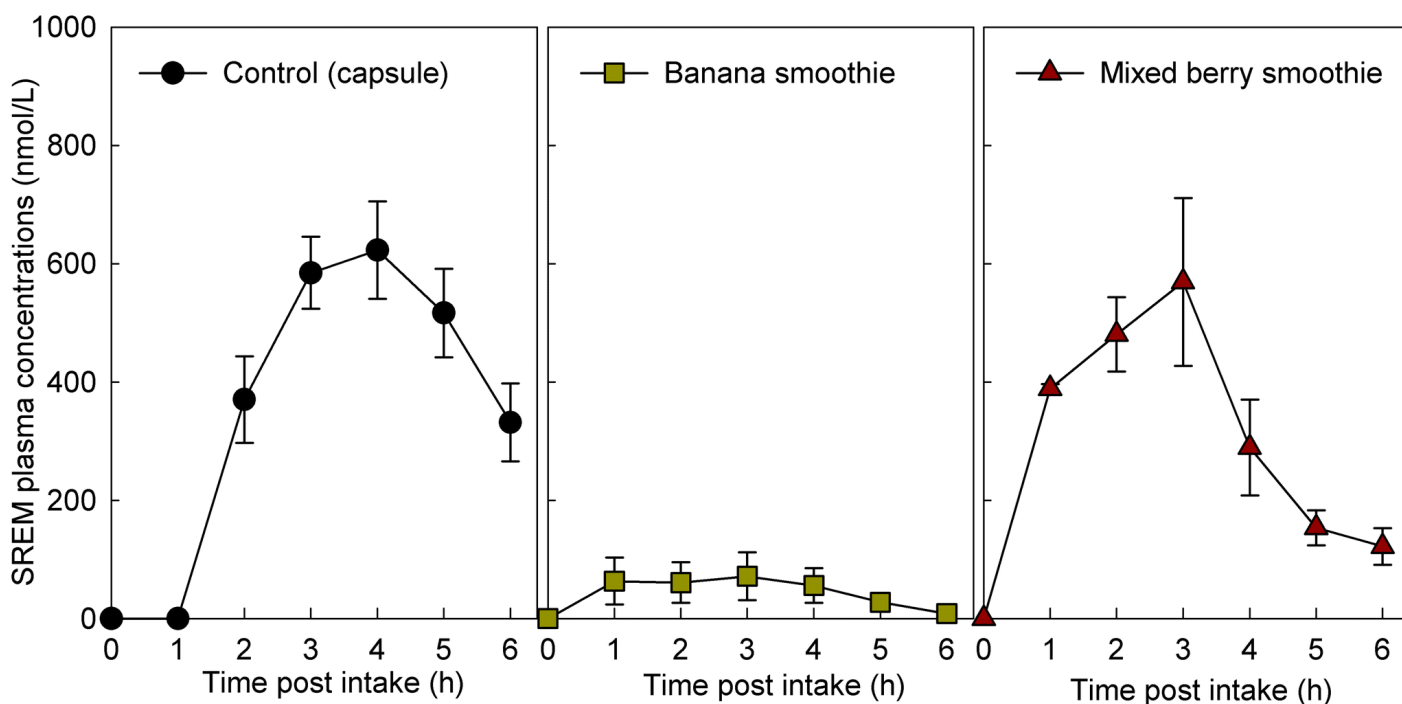 SREM plasma concentrations (nmol/L)
1000
800
600
400
200
0
Control (capsule)
0 1 2 3 4 5 6
Time post intake (h)
Banana smoothie
0 1 2 3 4 5 6
Time post intake (h)
Mixed berry smoothie
0 1 2 3 4 5 6
Time post intake (h)